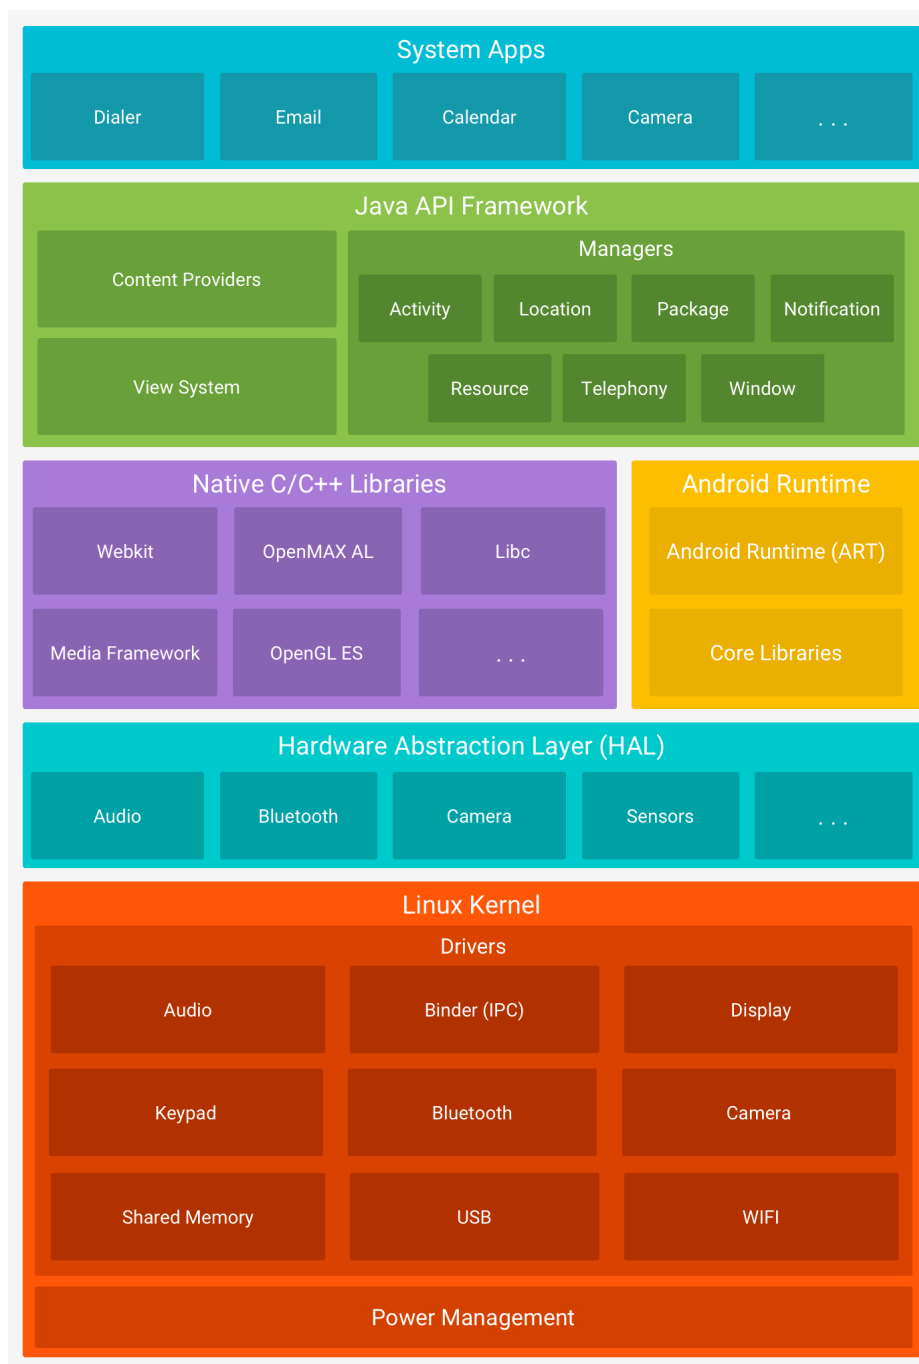 System Apps
Dialer
Email
Calendar
Camera
. . .
Java API Framework
Content Providers
View System
Managers
Activity
Location
Package
Notification
Resource
Telephony
Window
Native C/C++ Libraries
Webkit
OpenMAX AL
Libc
Media Framework
OpenGL ES
. . .
Android Runtime
Android Runtime (ART)
Core Libraries
Hardware Abstraction Layer (HAL)
Audio
Bluetooth
Camera
Sensors
. . .
Linux Kernel
Drivers
Audio
Binder (IPC)
Display
Keypad
Bluetooth
Camera
Shared Memory
USB
WIFI
Power Management